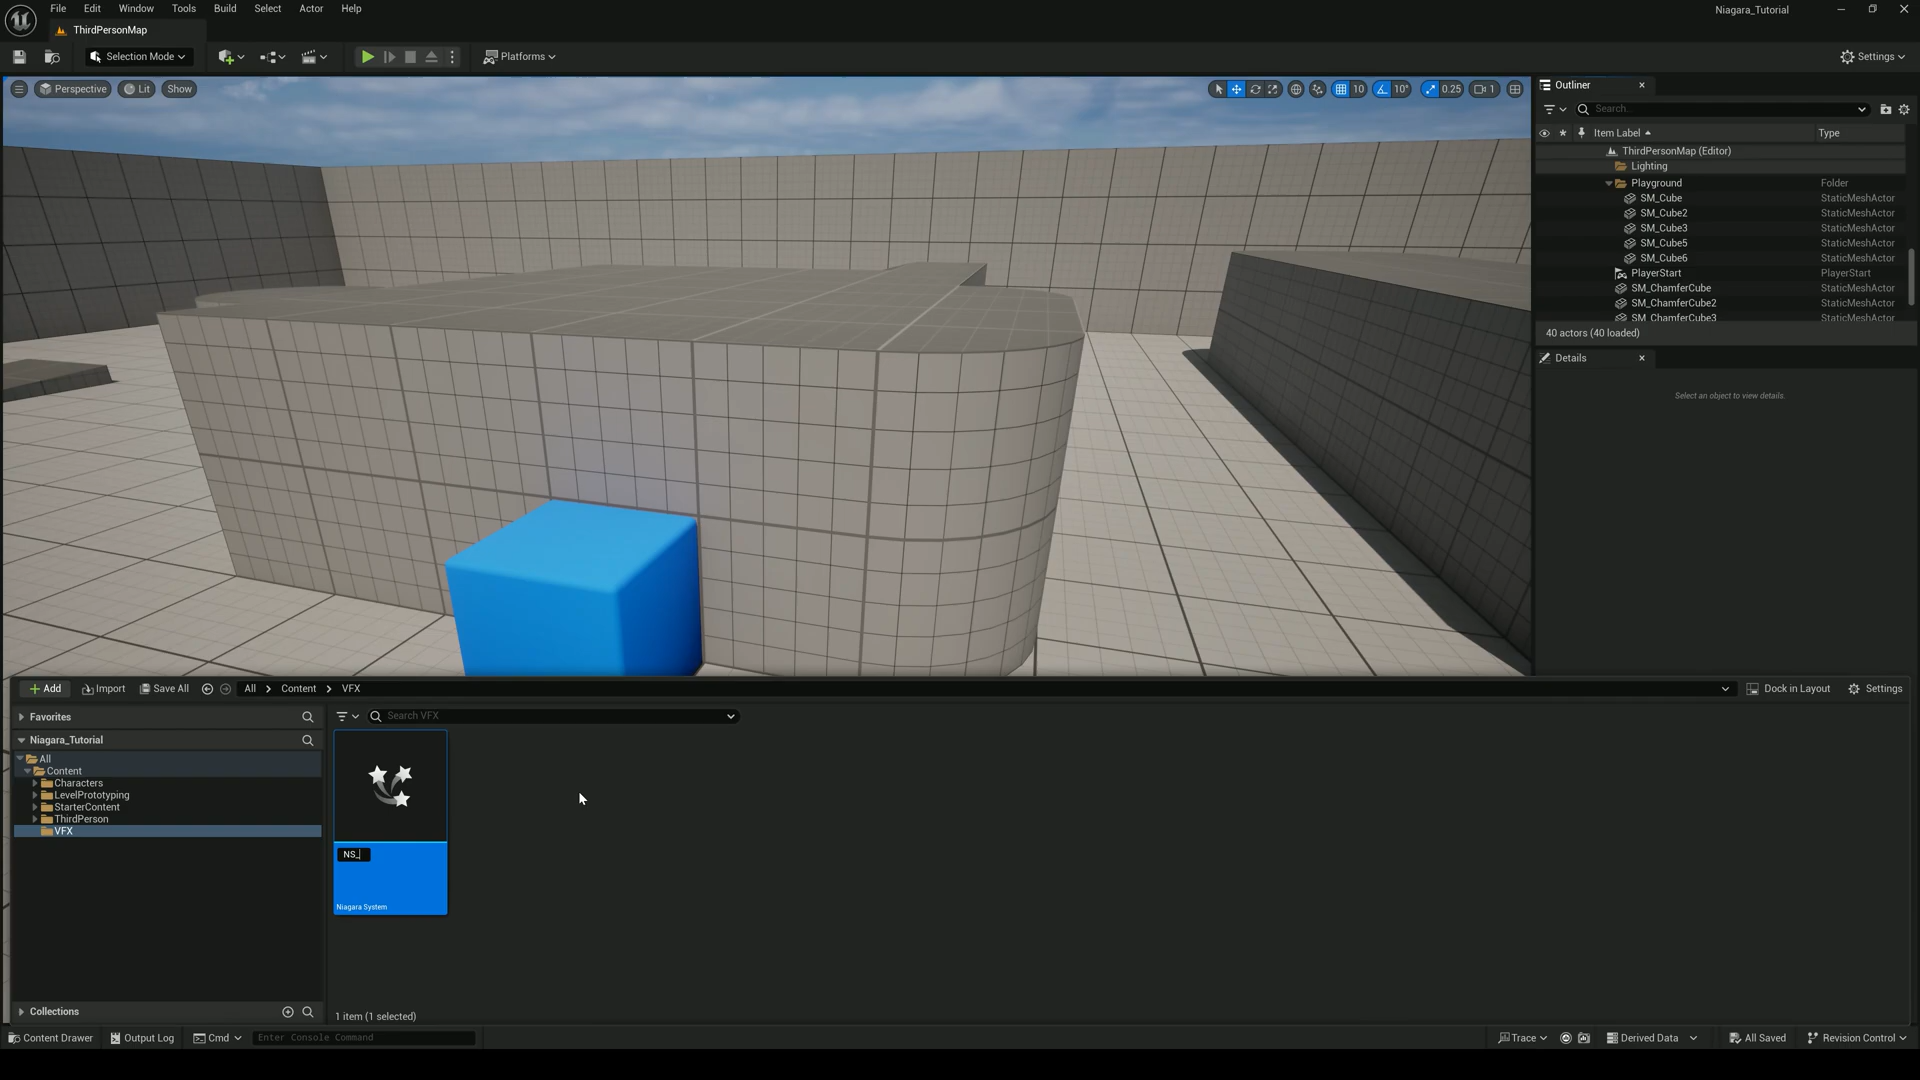 File Edit Window Tools Build Select Actor Help
Niagara_Tutorial
ThirdPersonMap
Selection Mode
Platforms
Settings
Perspective Lit Show
10 10° 0.25 1
Outliner
Search...
Item Label Type
ThirdPersonMap (Editor)
Lighting
Playground Folder
SM_Cube StaticMeshActor
SM_Cube2 StaticMeshActor
SM_Cube3 StaticMeshActor
SM_Cube5 StaticMeshActor
SM_Cube6 StaticMeshActor
PlayerStart PlayerStart
SM_ChamferCube StaticMeshActor
SM_ChamferCube2 StaticMeshActor
SM_ChamferCube3 StaticMeshActor
40 actors (40 loaded)
Details
Select an object to view details.
Add Import Save All All Content VFX Dock in Layout Settings
Favorites
Search VFX
Niagara_Tutorial
All
Content
Characters
LevelPrototyping
StarterContent
ThirdPerson
VFX
NS_
Niagara System
Collections
1 item (1 selected)
Content Drawer Output Log Cmd Enter Console Command Trace Derived Data All Saved Revision Control